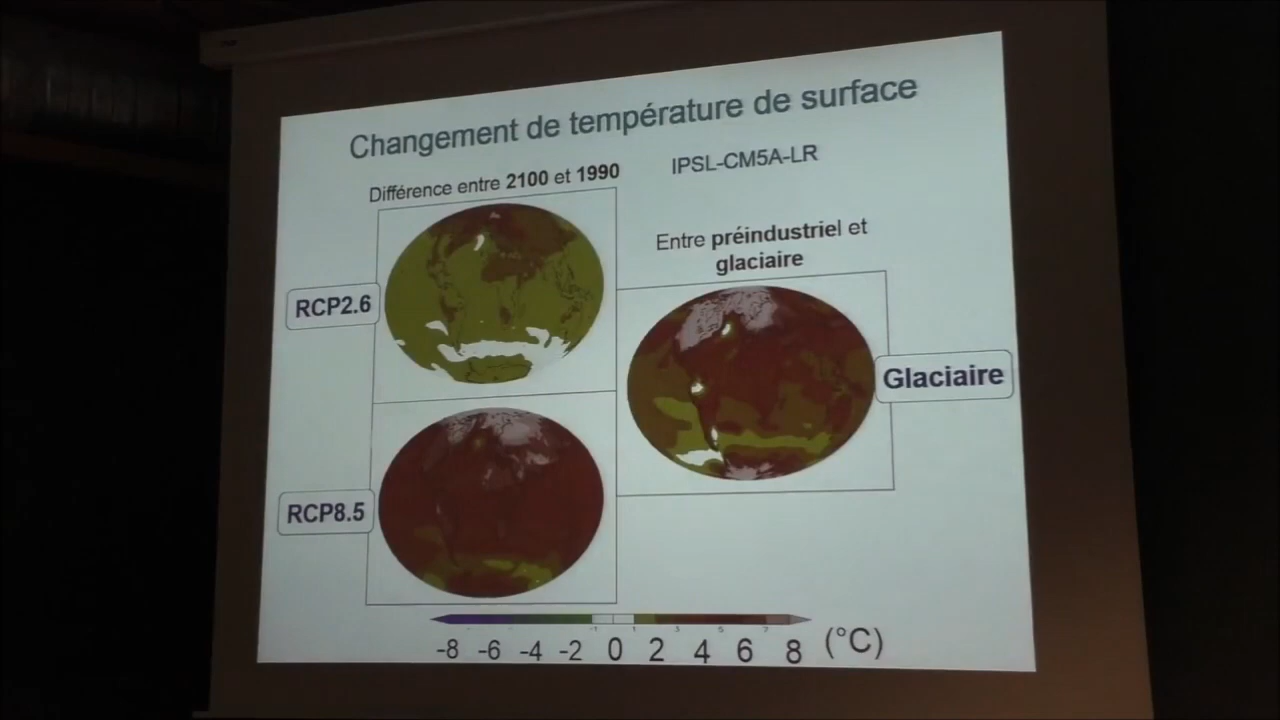 Changement de température de surface
Différence entre 2100 et 1990
IPSL-CM5A-LR
Entre préindustriel et
glaciaire
RCP2.6
Glaciaire
RCP8.5
-8 -6 -4 -2 0 2 4 6 8 (°C)